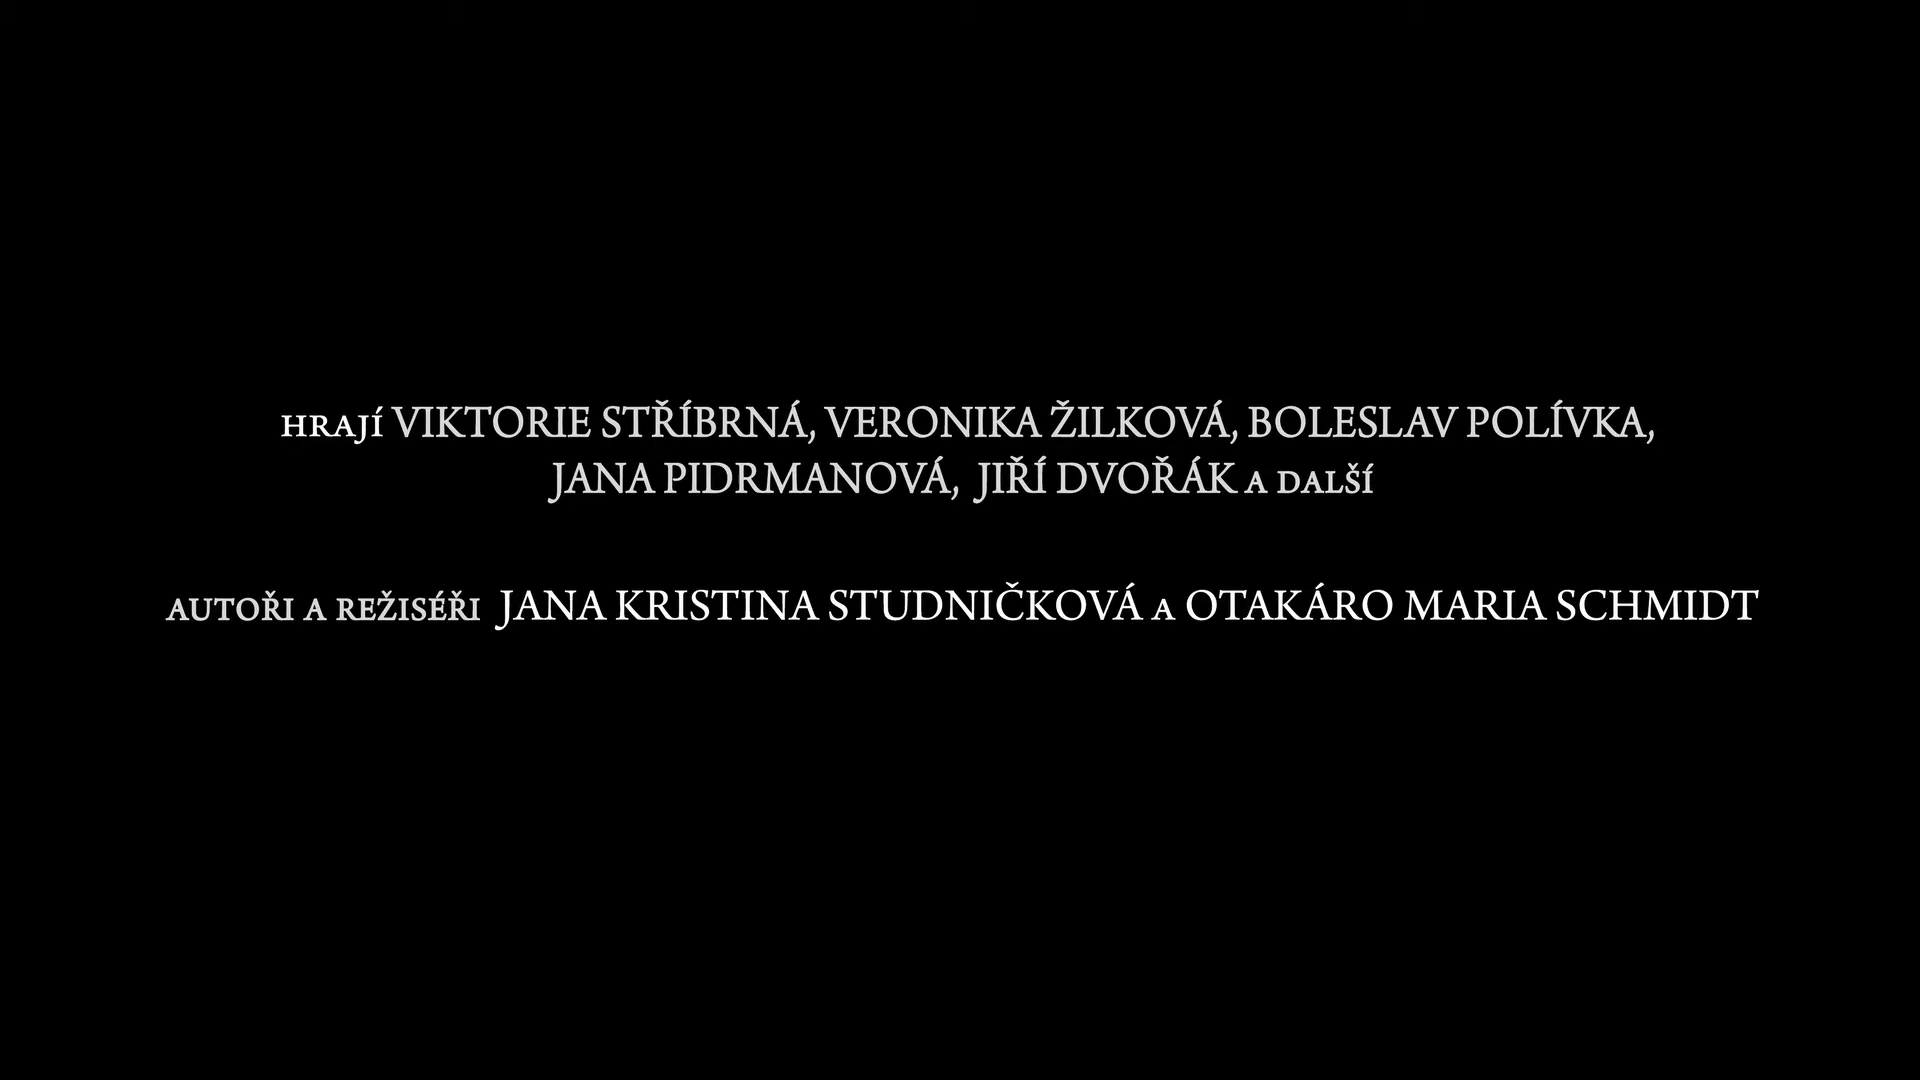 HRAJÍ VIKTORIE STŘÍBRNÁ, VERONIKA ŽILKOVÁ, BOLESLAV POLÍVKA,
JANA PIDRMANOVÁ, JIŘÍ DVOŘÁK A DALŠÍ
AUTOŘI A REŽISÉŘI JANA KRISTINA STUDNIČKOVÁ A OTAKÁRO MARIA SCHMIDT